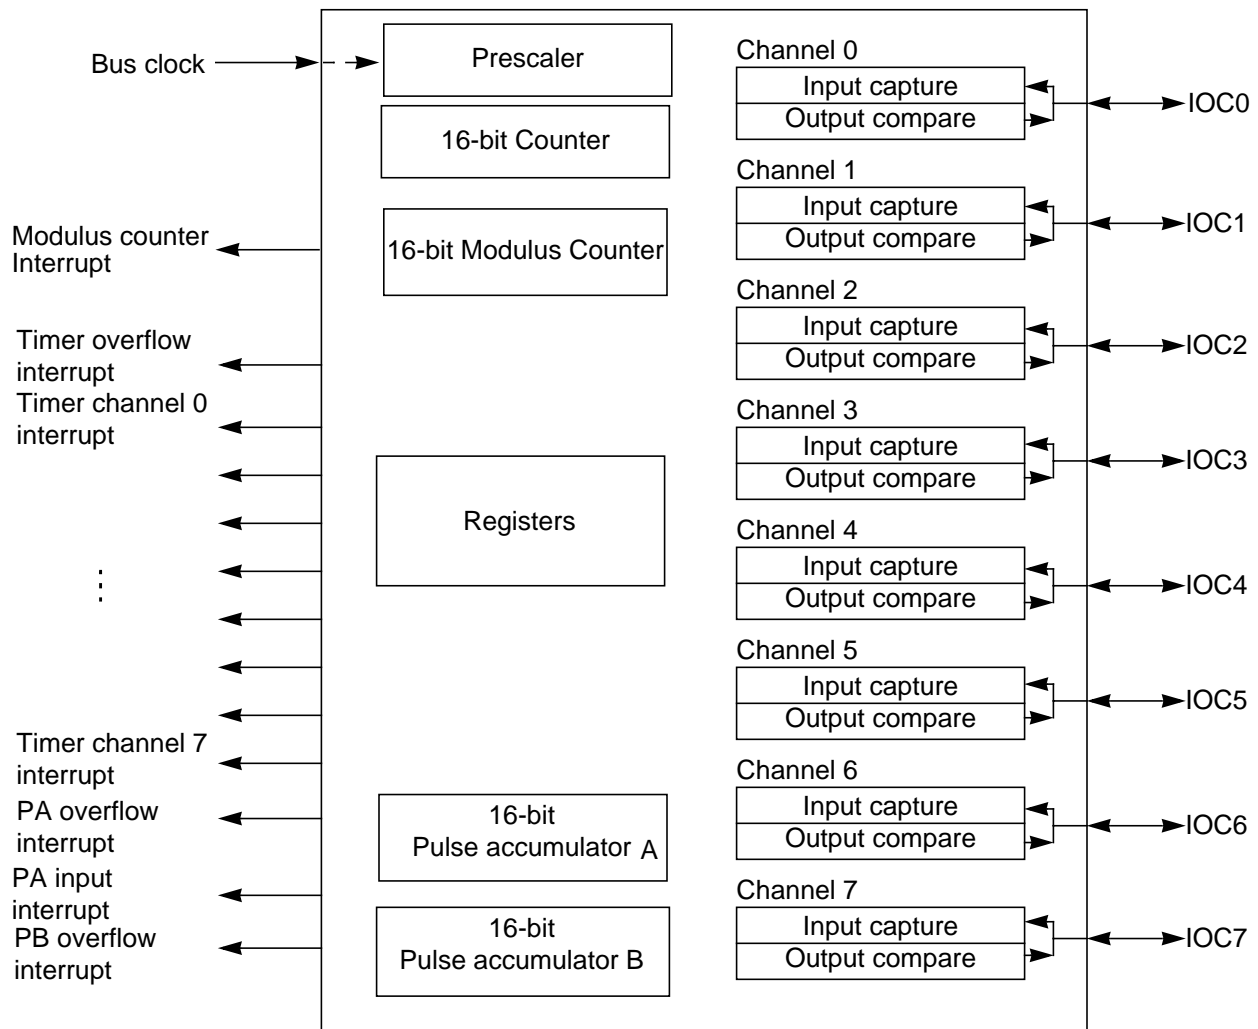 Bus clock
Prescaler
16-bit Counter
Modulus counter
Interrupt
16-bit Modulus Counter
Timer overflow
interrupt
Timer channel 0
interrupt
Registers
⋮
Timer channel 7
interrupt
PA overflow
interrupt
16-bit
Pulse accumulator A
PA input
interrupt
PB overflow
interrupt
16-bit
Pulse accumulator B
Channel 0
Input capture
Output compare
IOC0
Channel 1
Input capture
Output compare
IOC1
Channel 2
Input capture
Output compare
IOC2
Channel 3
Input capture
Output compare
IOC3
Channel 4
Input capture
Output compare
IOC4
Channel 5
Input capture
Output compare
IOC5
Channel 6
Input capture
Output compare
IOC6
Channel 7
Input capture
Output compare
IOC7